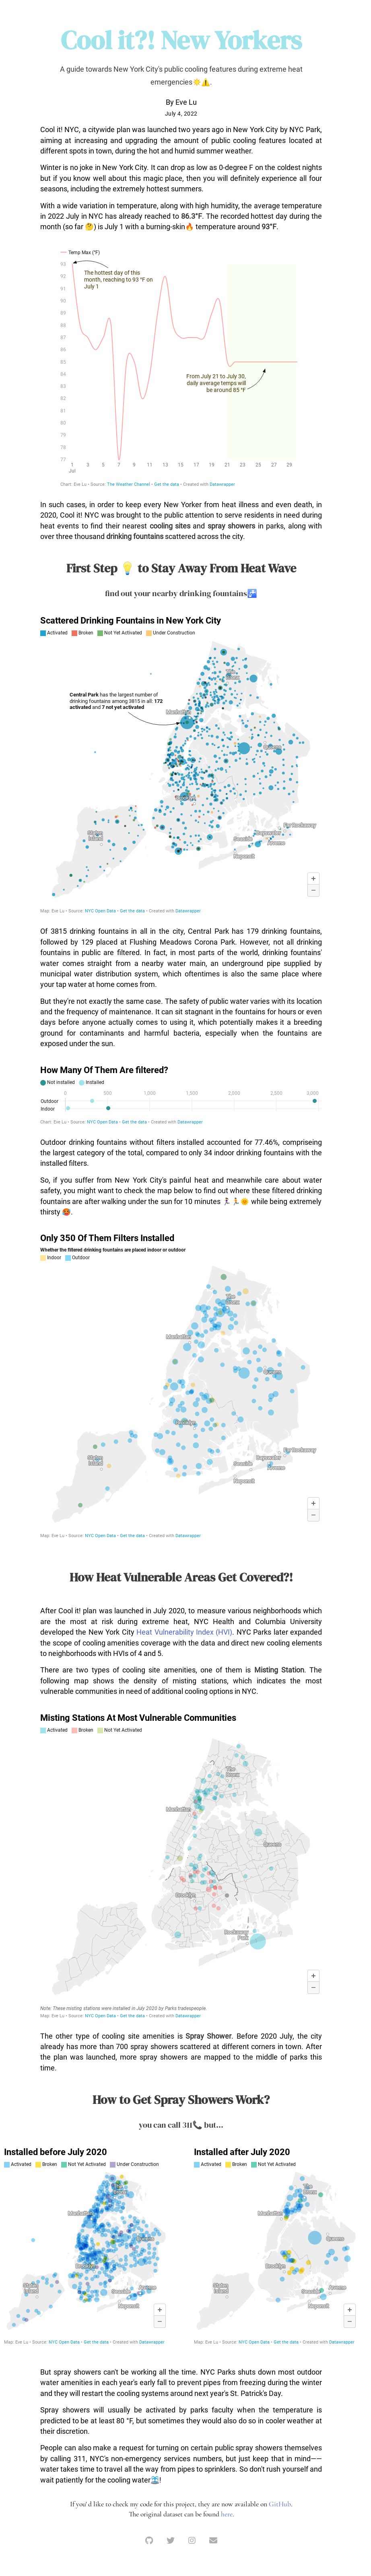 Cool it?! New Yorkers
A guide towards New York City's public cooling features during extreme heat
emergencies☀️⚠️.
By Eve Lu
July 4, 2022
Cool it! NYC, a citywide plan was launched two years ago in New York City by NYC Park,
aiming at increasing and upgrading the amount of public cooling features located at
different spots in town, during the hot and humid summer weather.
Winter is no joke in New York City. It can drop as low as 0-degree F on the coldest nights
but if you know well about this magic place, then you will definitely experience all four
seasons, including the extremely hottest summers.
With a wide variation in temperature, along with high humidity, the average temperature
in 2022 July in NYC has already reached to 86.3°F. The recorded hottest day during the
month (so far 🤔) is July 1 with a burning-skin🔥 temperature around 93°F.
Temp Max (°F)
93
The hottest day of this
month, reaching to 93 °F on
July 1
92
91
90
89
88
87
86
85
84
From July 21 to July 30,
daily average temps will
be around 85 °F
83
82
81
80
79
78
77
1 3 5 7 9 11 13 15 17 19 21 23 25 27 29
Jul
Chart: Eve Lu • Source: The Weather Channel • Get the data • Created with Datawrapper
In such cases, in order to keep every New Yorker from heat illness and even death, in
2020, Cool it! NYC was brought to the public attention to serve residents in need during
heat events to find their nearest cooling sites and spray showers in parks, along with
over three thousand drinking fountains scattered across the city.
First Step 💡 to Stay Away From Heat Wave
find out your nearby drinking fountains🚰
Scattered Drinking Fountains in New York City
Activated Broken Not Yet Activated Under Construction
The
Bronx
Central Park has the largest number of
drinking fountains among 3815 in all: 172
activated and 7 not yet activated
Manhattan
Queens
Brooklyn
Staten
Island
Far Rockaway
Edgewater
Seaside
Arverne
Neponsit
+
−
Map: Eve Lu • Source: NYC Open Data • Get the data • Created with Datawrapper
Of 3815 drinking fountains in all in the city, Central Park has 179 drinking fountains,
followed by 129 placed at Flushing Meadows Corona Park. However, not all drinking
fountains in public are filtered. In fact, in most parts of the world, drinking fountains'
water comes straight from a nearby water main, an underground pipe supplied by
municipal water distribution system, which oftentimes is also the same place where
your tap water at home comes from.
But they're not exactly the same case. The safety of public water varies with its location
and the frequency of maintenance. It can sit stagnant in the fountains for hours or even
days before anyone actually comes to using it, which potentially makes it a breeding
ground for contaminants and harmful bacteria, especially when the fountains are
exposed under the sun.
How Many Of Them Are filtered?
Not installed Installed
0 500 1,000 1,500 2,000 2,500 3,000
Outdoor
Indoor
Chart: Eve Lu • Source: NYC Open Data • Get the data • Created with Datawrapper
Outdoor drinking fountains without filters installed accounted for 77.46%, comprising
the largest category of the total, compared to only 34 indoor drinking fountains with the
installed filters.
So, if you suffer from New York City's painful heat and meanwhile care about water
safety, you might want to check the map below to find out where these filtered drinking
fountains are after walking under the sun for 10 minutes 🚶‍♀️🏃🌞 while being extremely
thirsty 🥵.
Only 350 Of Them Filters Installed
Whether the filtered drinking fountains are placed indoor or outdoor
Indoor Outdoor
The
Bronx
Manhattan
Queens
Brooklyn
Staten
Island
Far Rockaway
Edgewater
Seaside
Arverne
Neponsit
+
−
Map: Eve Lu • Source: NYC Open Data • Get the data • Created with Datawrapper
How Heat Vulnerable Areas Get Covered?!
After Cool it! plan was launched in July 2020, to measure various neighborhoods which
are the most at risk during extreme heat, NYC Health and Columbia University
developed the New York City Heat Vulnerability Index (HVI). NYC Parks later expanded
the scope of cooling amenities coverage with the data and direct new cooling elements
to neighborhoods with HVIs of 4 and 5.
There are two types of cooling site amenities, one of them is Misting Station. The
following map shows the density of misting stations, which indicates the most
vulnerable communities in need of additional cooling options in NYC.
Misting Stations At Most Vulnerable Communities
Activated Broken Not Yet Activated
The
Bronx
Manhattan
Queens
Brooklyn
Rockaway
Park
+
−
Note: These misting stations were installed in July 2020 by Parks tradespeople.
Map: Eve Lu • Source: NYC Open Data • Get the data • Created with Datawrapper
The other type of cooling site amenities is Spray Shower. Before 2020 July, the city
already has more than 700 spray showers scattered at different corners in town. After
the plan was launched, more spray showers are mapped to the middle of parks this
time.
How to Get Spray Showers Work?
you can call 311📞 but...
Installed before July 2020
Activated Broken Not Yet Activated Under Construction
The
Bronx
Manhattan
Queens
Brooklyn
Staten
Island
Arverne
Seaside
Neponsit
+
−
Map: Eve Lu • Source: NYC Open Data • Get the data • Created with Datawrapper
Installed after July 2020
Activated Broken Not Yet Activated
The
Bronx
Manhattan
Queens
Brooklyn
Staten
Island
Arverne
Seaside
Neponsit
+
−
Map: Eve Lu • Source: NYC Open Data • Get the data • Created with Datawrapper
But spray showers can't be working all the time. NYC Parks shuts down most outdoor
water amenities in each year's early fall to prevent pipes from freezing during the winter
and they will restart the cooling systems around next year's St. Patrick's Day.
Spray showers will usually be activated by parks faculty when the temperature is
predicted to be at least 80 °F, but sometimes they would also do so in cooler weather at
their discretion.
People can also make a request for turning on certain public spray showers themselves
by calling 311, NYC's non-emergency services numbers, but just keep that in mind——
water takes time to travel all the way from pipes to sprinklers. So don't rush yourself and
wait patiently for the cooling water🏝️!
If you'd like to check my code for this project, they are now available on GitHub.
The original dataset can be found here.